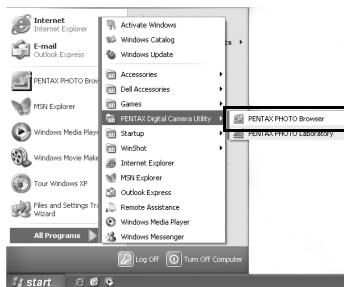 Internet
Internet Explorer
E-mail
Outlook Express
PENTAX PHOTO Brow
MSN Explorer
Windows Media Playe
Windows Movie Make
Tour Windows XP
Files and Settings Tra
Wizard
All Programs
Activate Windows
Windows Catalog
Windows Update
Accessories
Dell Accessories
Games
PENTAX Digital Camera Utility
Startup
WinShot
Internet Explorer
MSN Explorer
Outlook Express
Remote Assistance
Windows Media Player
Windows Messenger
ts
PENTAX PHOTO Browser
PENTAX PHOTO Laboratory
Log Off
Turn Off Computer
start